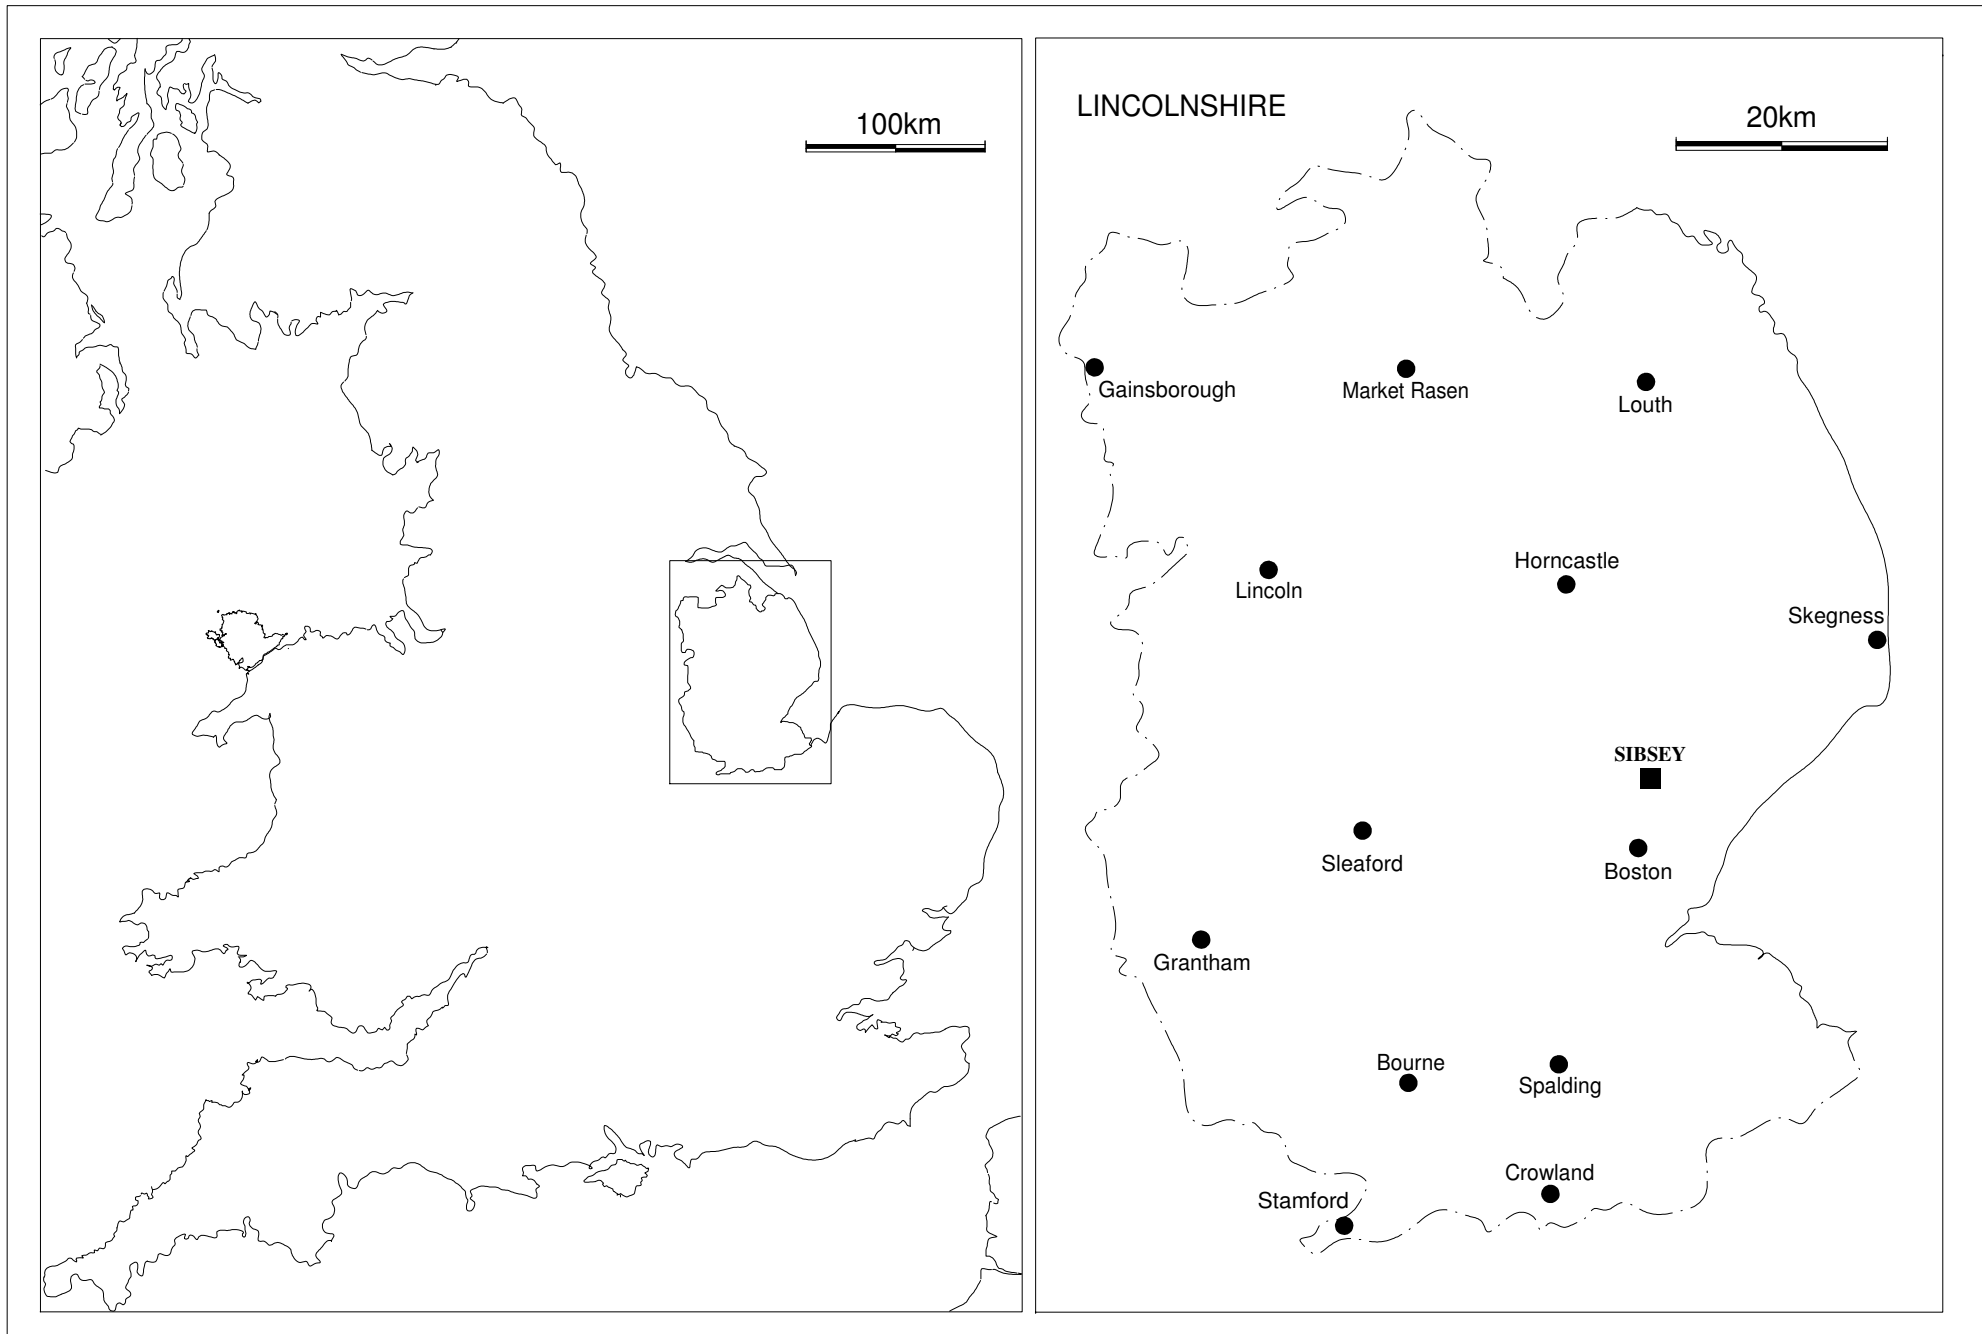 100km
LINCOLNSHIRE
20km
Gainsborough
Market Rasen
Louth
Lincoln
Horncastle
Skegness
SIBSEY
Sleaford
Boston
Grantham
Bourne
Spalding
Crowland
Stamford